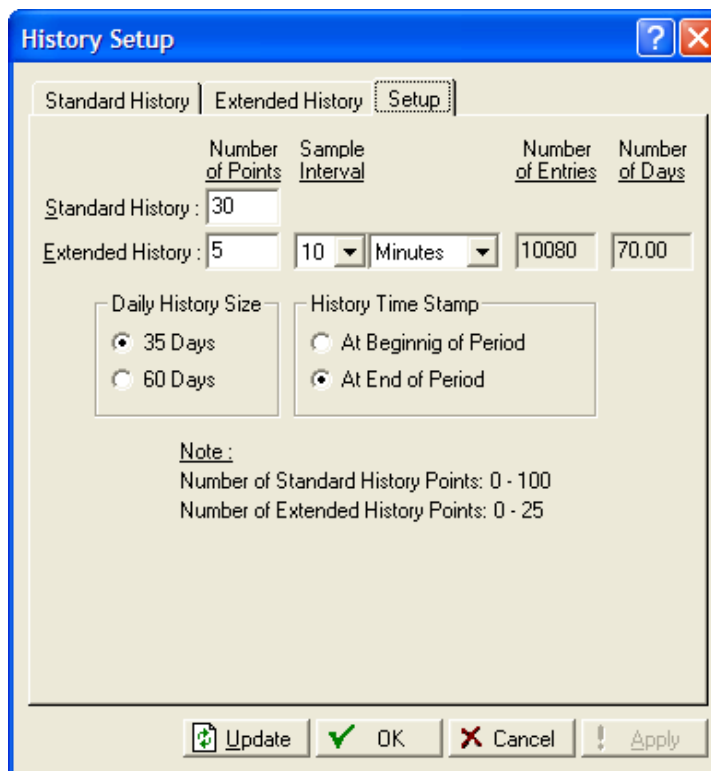 History Setup
Standard History Extended History Setup
Number of Points Sample Interval Number of Entries Number of Days
Standard History : 30
Extended History : 5 10 Minutes 10080 70.00
Daily History Size
35 Days
60 Days
History Time Stamp
At Beginnig of Period
At End of Period
Note :
Number of Standard History Points: 0 - 100
Number of Extended History Points: 0 - 25
Update OK Cancel Apply